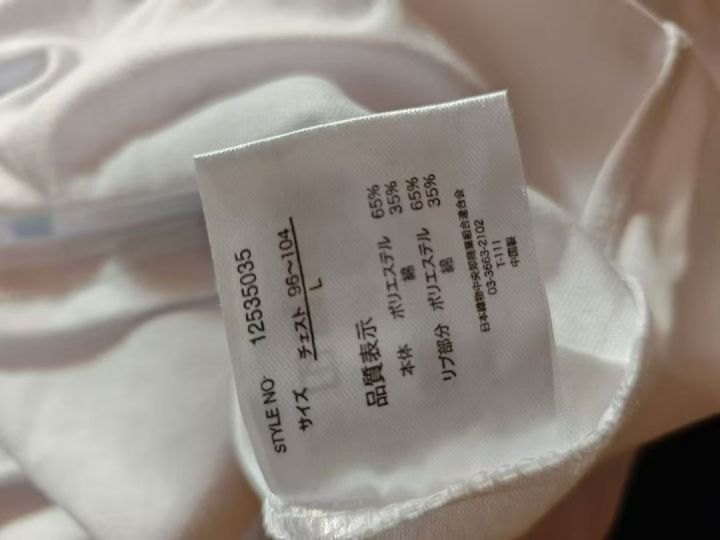 STYLE NO 12535035
サイズ チェスト 96〜104
L
品質表示
本体 ポリエステル 65%
綿 35%
リブ部分 ポリエステル 65%
綿 35%
日本織物中央卸商業組合連合会
03-3663-2102
T-111
中国製